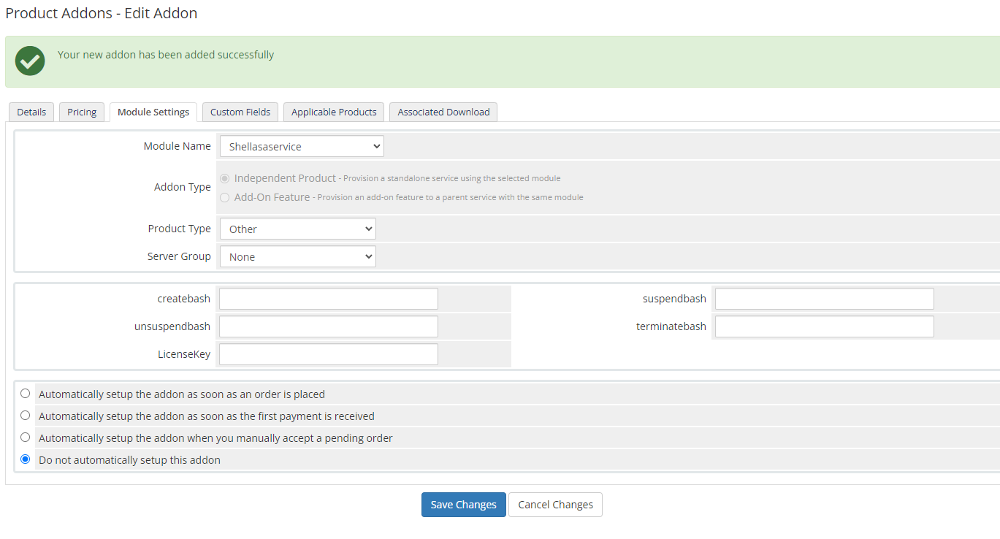 Product Addons - Edit Addon
Your new addon has been added successfully
Details Pricing Module Settings Custom Fields Applicable Products Associated Download
Module Name Shellasaservice
Addon Type
Independent Product - Provision a standalone service using the selected module
Add-On Feature - Provision an add-on feature to a parent service with the same module
Product Type Other
Server Group None
createbash suspendbash
unsuspendbash terminatebash
LicenseKey
Automatically setup the addon as soon as an order is placed
Automatically setup the addon as soon as the first payment is received
Automatically setup the addon when you manually accept a pending order
Do not automatically setup this addon
Save Changes Cancel Changes